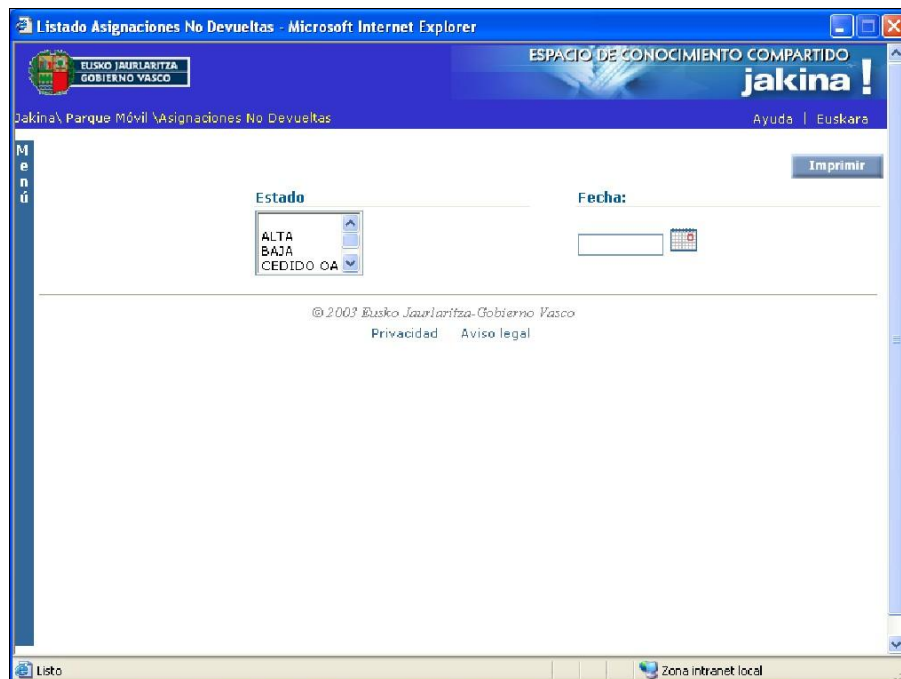 Listado Asignaciones No Devueltas - Microsoft Internet Explorer
EUSKO JAURLARITZA
GOBIERNO VASCO
ESPACIO DE CONOCIMIENTO COMPARTIDO
jakina !
Jakina\ Parque Móvil \Asignaciones No Devueltas
Ayuda | Euskara
Menú
Imprimir
Estado
Fecha:
ALTA
BAJA
CEDIDO OA
© 2003 Eusko Jaurlaritza-Gobierno Vasco
Privacidad Aviso legal
Listo
Zona intranet local